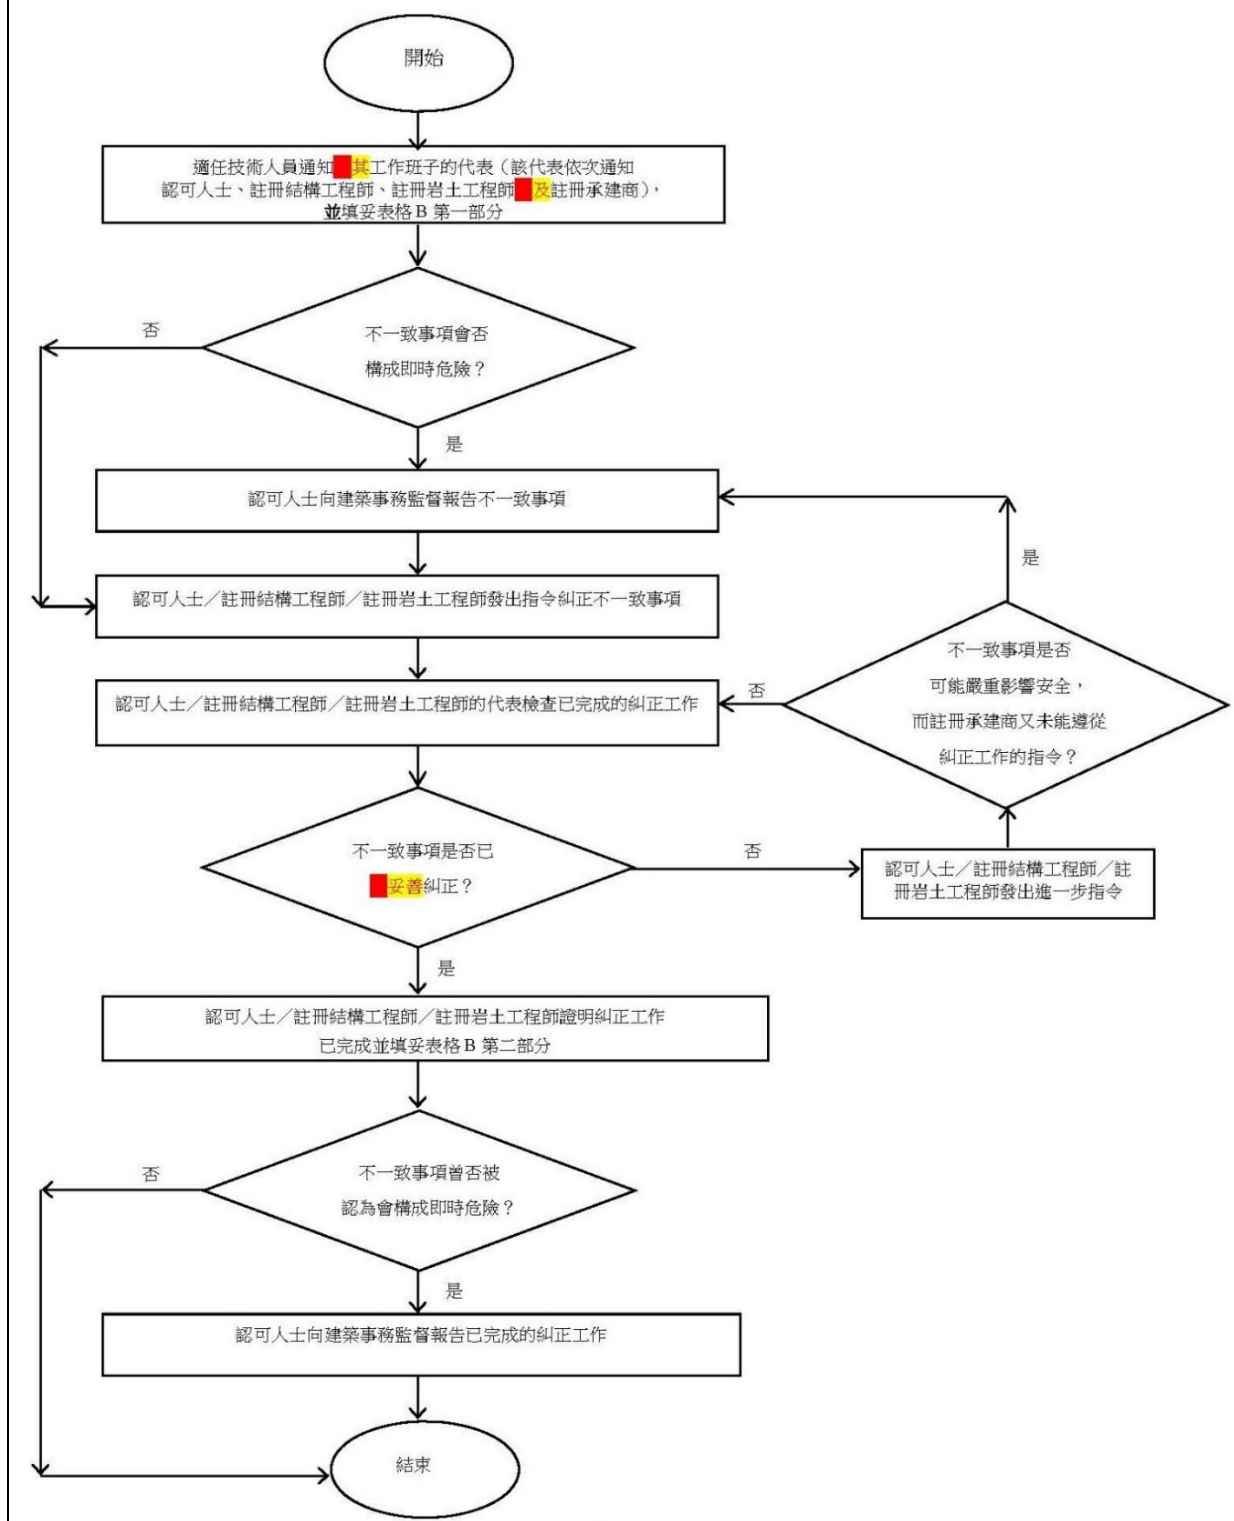 開始
適任技術人員通知其工作班子的代表（該代表依次通知
認可人士、註冊結構工程師、註冊岩土工程師及註冊承建商），
並填妥表格 B 第一部分
不一致事項會否
構成即時危險？
否
是
認可人士向建築事務監督報告不一致事項
是
認可人士／註冊結構工程師／註冊岩土工程師發出指令糾正不一致事項
不一致事項是否
可能嚴重影響安全，
而註冊承建商又未能遵從
糾正工作的指令？
否
認可人士／註冊結構工程師／註冊岩土工程師的代表檢查已完成的糾正工作
不一致事項是否已
妥善糾正？
否
認可人士／註冊結構工程師／註
冊岩土工程師發出進一步指令
是
認可人士／註冊結構工程師／註冊岩土工程師證明糾正工作
已完成並填妥表格 B 第二部分
不一致事項曾否被
認為會構成即時危險？
否
是
認可人士向建築事務監督報告已完成的糾正工作
結束